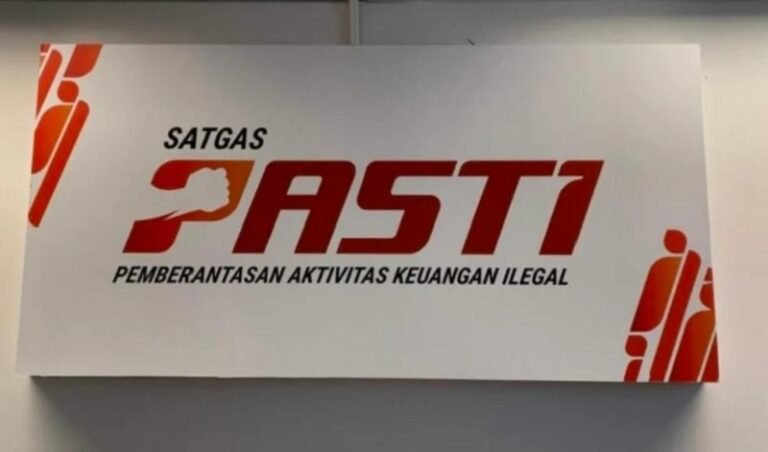 SATGAS
PASTI
PEMBERANTASAN AKTIVITAS KEUANGAN ILEGAL